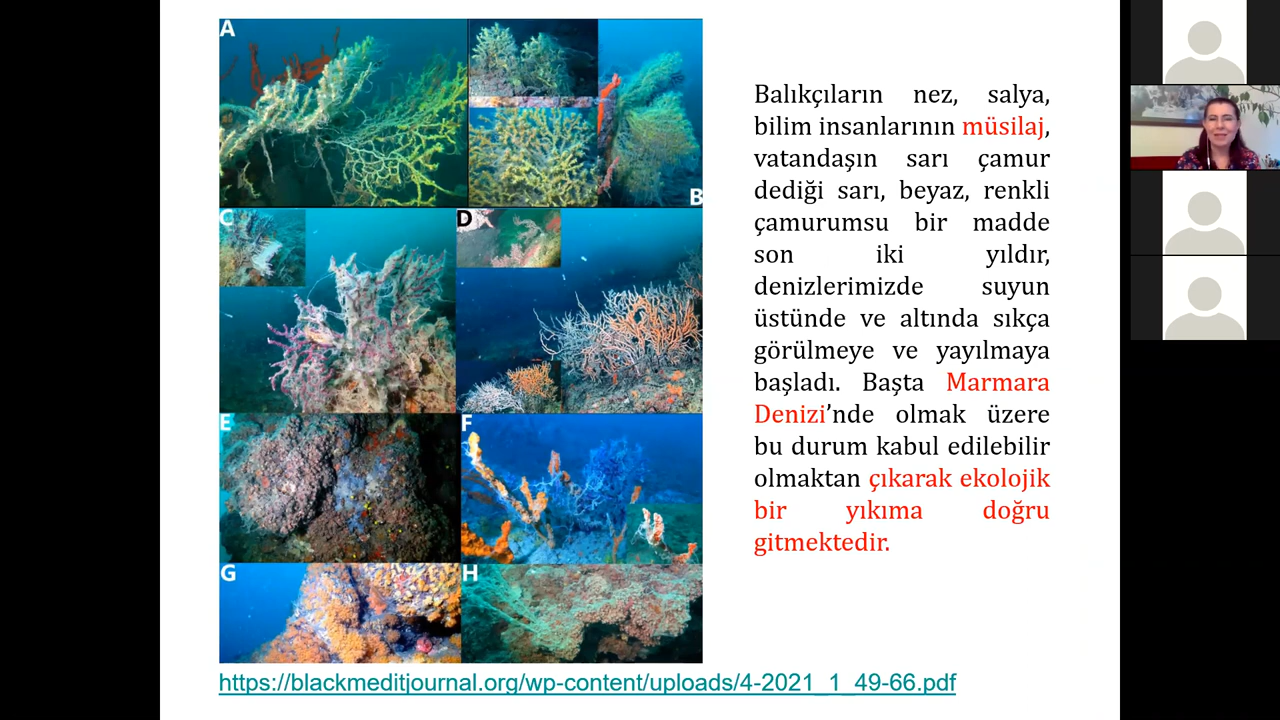 A
B
C
D
E
F
G
H
Balıkçıların nez, salya,
bilim insanlarının müsilaj,
vatandaşın sarı çamur
dediği sarı, beyaz, renkli
çamurumsu bir madde
son iki yıldır,
denizlerimizde suyun
üstünde ve altında sıkça
görülmeye ve yayılmaya
başladı. Başta Marmara
Denizi’nde olmak üzere
bu durum kabul edilebilir
olmaktan çıkarak ekolojik
bir yıkıma doğru
gitmektedir.
https://blackmeditjournal.org/wp-content/uploads/4-2021_1_49-66.pdf